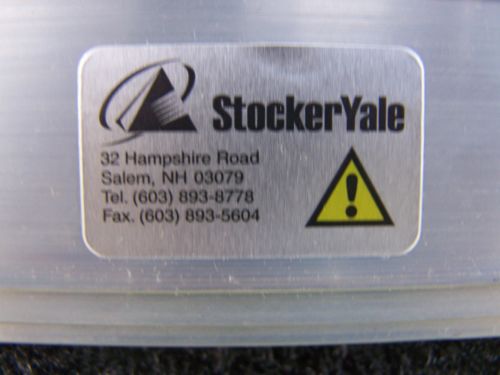 StockerYale
32 Hampshire Road
Salem, NH 03079
Tel. (603) 893-8778
Fax. (603) 893-5604
!